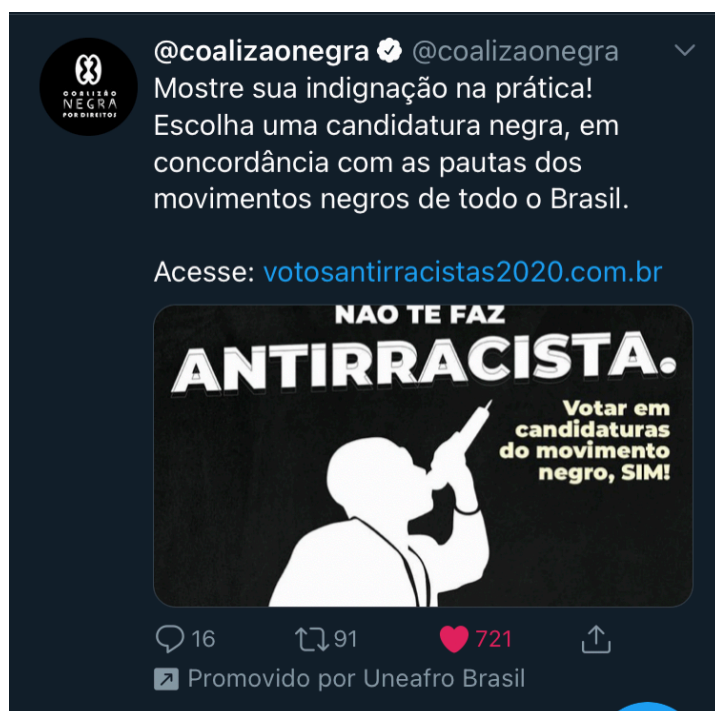 COALIZÃO
NEGRA
POR DIREITOS
@coalizaonegra @coalizaonegra
Mostre sua indignação na prática!
Escolha uma candidatura negra, em
concordância com as pautas dos
movimentos negros de todo o Brasil.
Acesse: votosantirracistas2020.com.br
NAO TE FAZ
ANTIRRACISTA.
Votar em
candidaturas
do movimento
negro, SIM!
16 91 721
Promovido por Uneafro Brasil